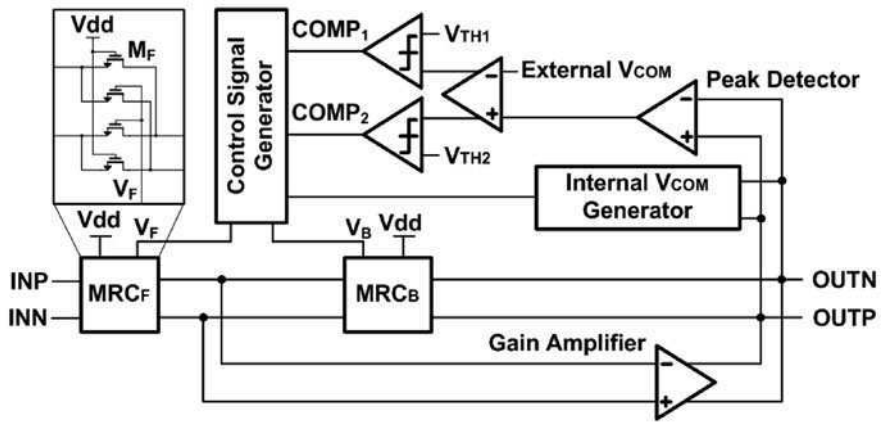 Vdd
MF
VF
Control Signal
Generator
COMP1
VTH1
External VCOM
Peak Detector
COMP2
VTH2
Internal VCOM
Generator
Vdd
VF
VB
Vdd
INP
INN
MRCF
MRCB
OUTN
OUTP
Gain Amplifier
−
+
−
+
−
+